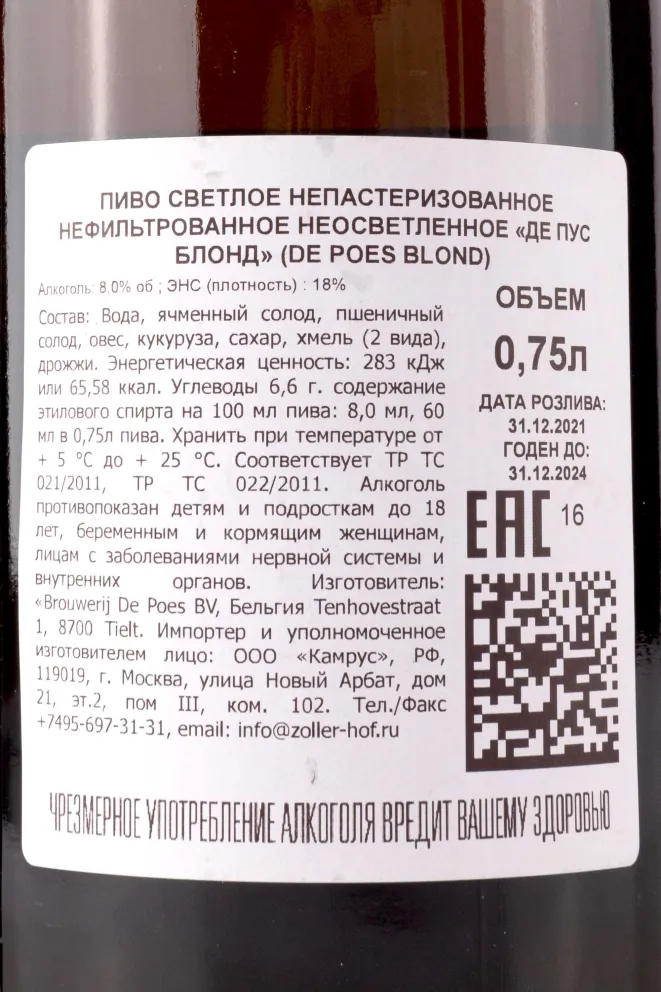 ПИВО СВЕТЛОЕ НЕПАСТЕРИЗОВАННОЕ
НЕФИЛЬТРОВАННОЕ НЕОСВЕТЛЕННОЕ «ДЕ ПУС
БЛОНД» (DE POES BLOND)
Алкоголь: 8.0% об ; ЭНС (плотность) : 18%
Состав: Вода, ячменный солод, пшеничный
солод, овес, кукуруза, сахар, хмель (2 вида),
дрожжи. Энергетическая ценность: 283 кДж
или 65,58 ккал. Углеводы 6,6 г. содержание
этилового спирта на 100 мл пива: 8,0 мл, 60
мл в 0,75л пива. Хранить при температуре от
+ 5 °С до + 25 °С. Соответствует ТР ТС
021/2011, ТР ТС 022/2011. Алкоголь
противопоказан детям и подросткам до 18
лет, беременным и кормящим женщинам,
лицам с заболеваниями нервной системы и
внутренних органов. Изготовитель:
«Brouwerij De Poes BV, Бельгия Tenhovestraat
1, 8700 Tielt. Импортер и уполномоченное
изготовителем лицо: ООО «Камрус», РФ,
119019, г. Москва, улица Новый Арбат, дом
21, эт.2, пом III, ком. 102. Тел./Факс
+7495-697-31-31, email: info@zoller-hof.ru
ОБЪЕМ
0,75л
ДАТА РОЗЛИВА:
31.12.2021
ГОДЕН ДО:
31.12.2024
EAC 16
ЧРЕЗМЕРНОЕ УПОТРЕБЛЕНИЕ АЛКОГОЛЯ ВРЕДИТ ВАШЕМУ ЗДОРОВЬЮ